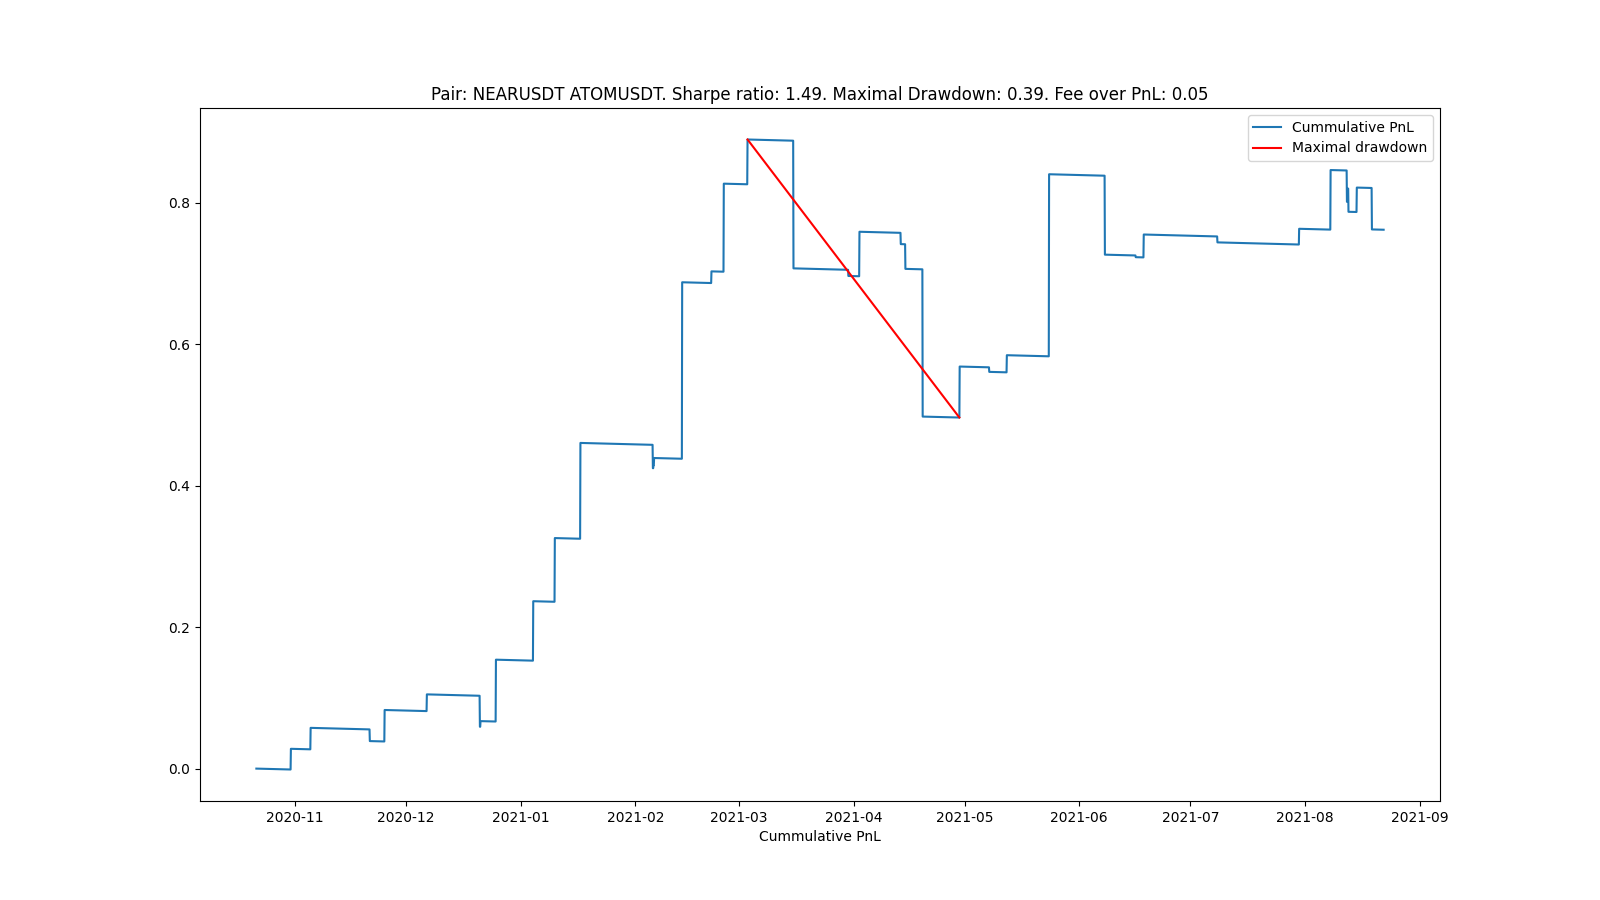 Pair: NEARUSDT ATOMUSDT. Sharpe ratio: 1.49. Maximal Drawdown: 0.39. Fee over PnL: 0.05
Cummulative PnL
Maximal drawdown
0.8
0.6
0.4
0.2
0.0
2020-11 2020-12 2021-01 2021-02 2021-03 2021-04 2021-05 2021-06 2021-07 2021-08 2021-09
Cummulative PnL